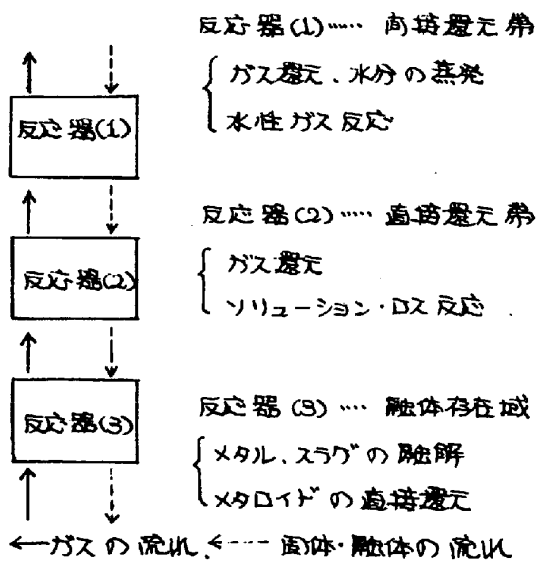 反応器(1)‥‥‥ 間接還元帯
ガス還元、水分の蒸発
水性ガス反応
反応器(1)
反応器(2)‥‥‥ 直接還元帯
ガス還元
ソリューション・ロス反応
反応器(2)
反応器(3)‥‥ 融体存在域
メタル、スラグの融解
メタロイドの直接還元
反応器(3)
←ガスの流れ、←---- 固体・融体の流れ